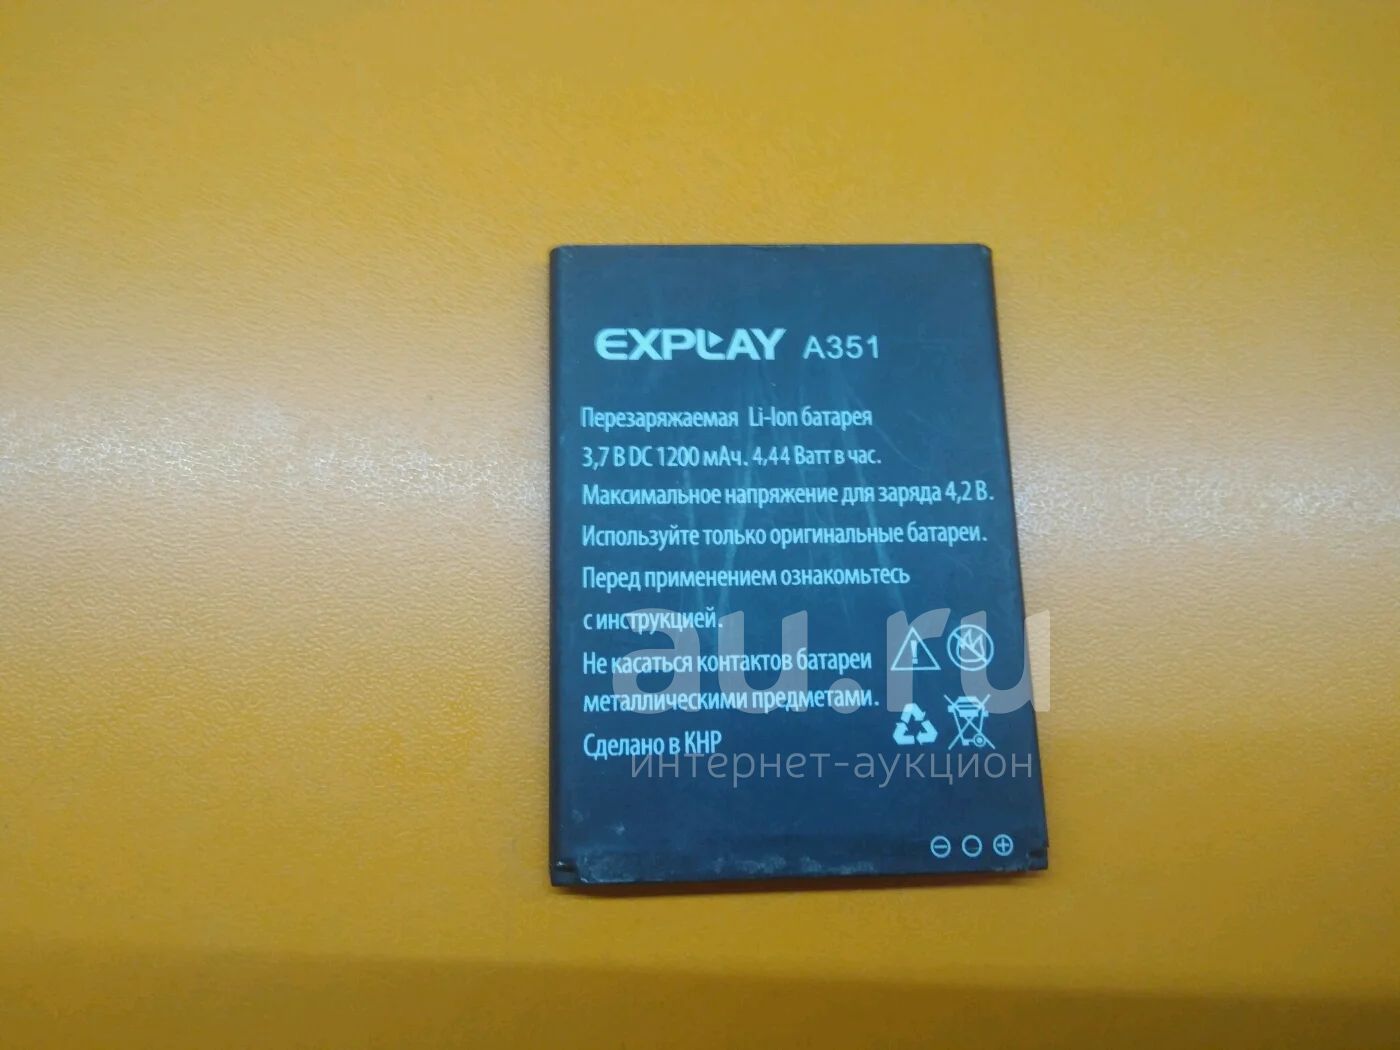 EXPLAY A351
Перезаряжаемая Li-Ion батарея
3,7 В DC 1200 мАч. 4,44 Ватт в час.
Максимальное напряжение для заряда 4,2 В.
Используйте только оригинальные батареи.
Перед применением ознакомьтесь
с инструкцией.
Не касаться контактов батареи
металлическими предметами.
Сделано в КНР
au.ru
интернет-аукцион